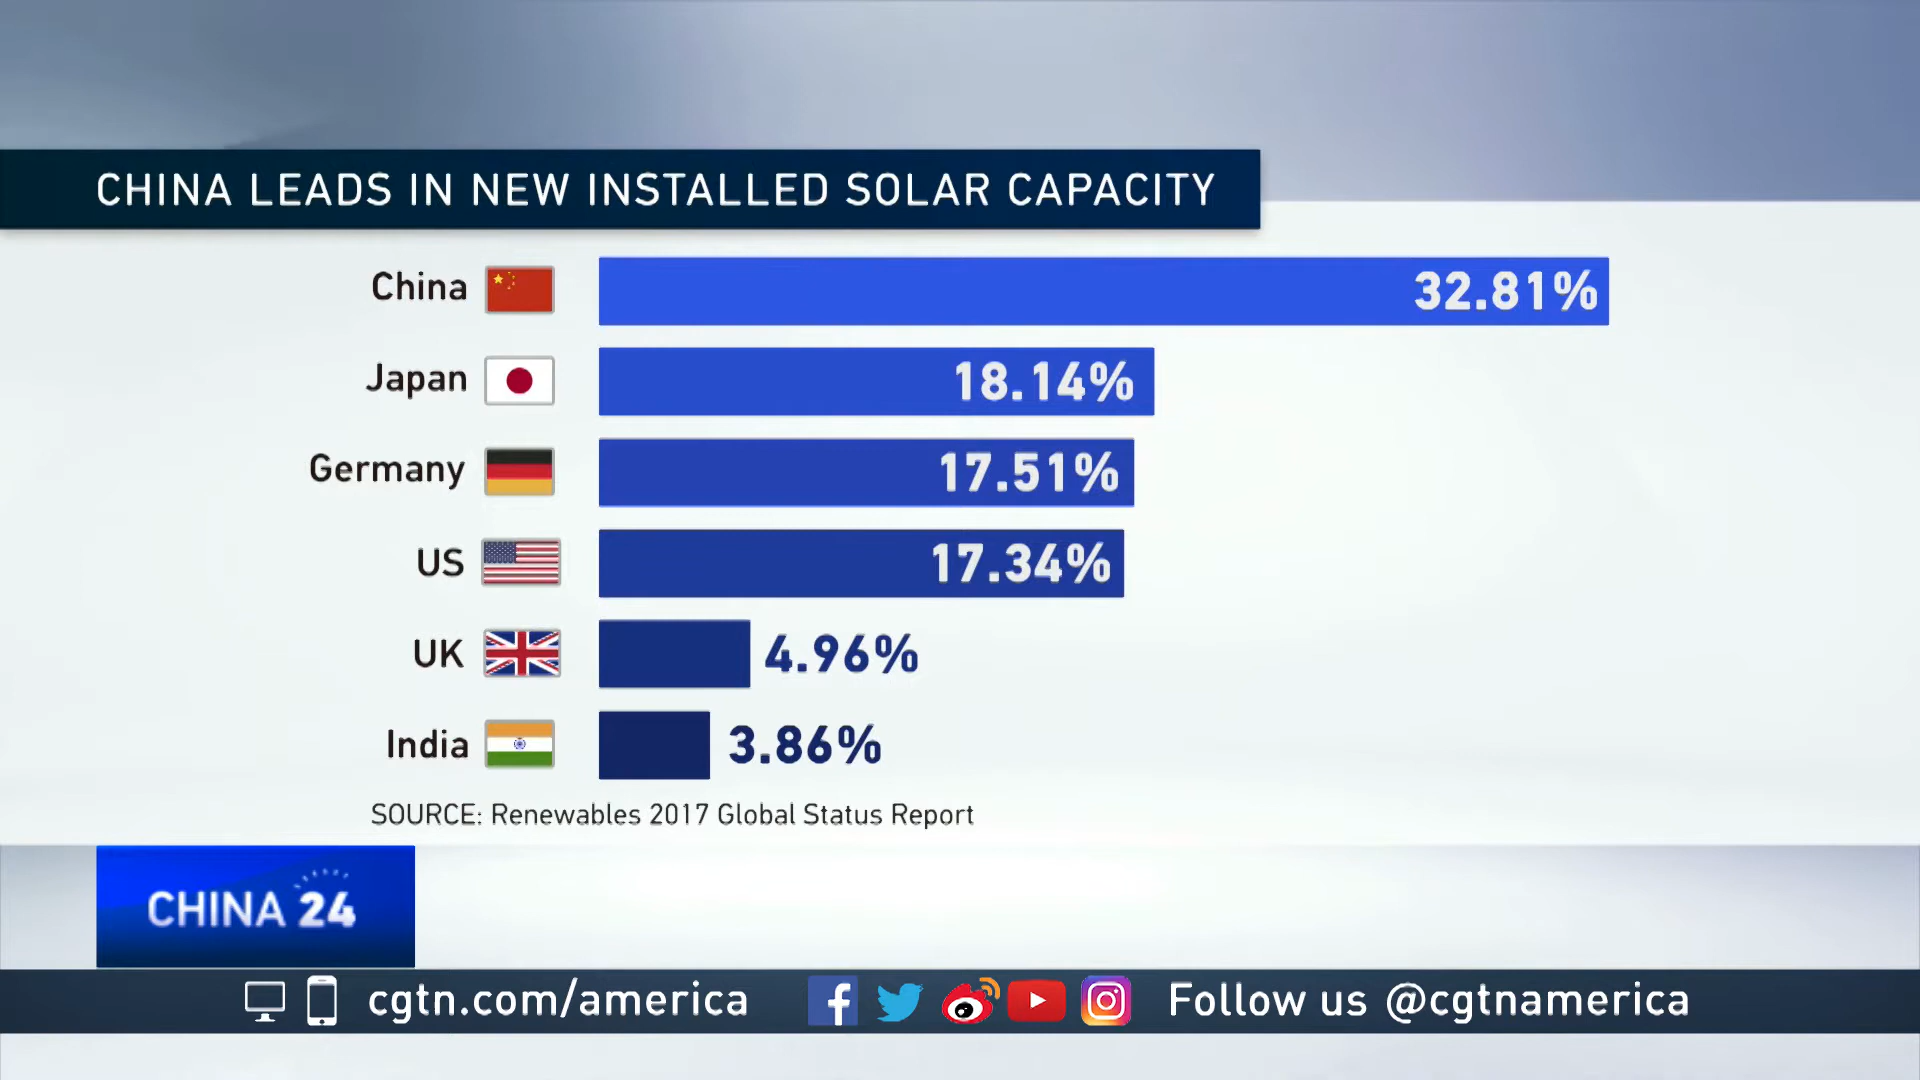 CHINA LEADS IN NEW INSTALLED SOLAR CAPACITY
China 32.81%
Japan 18.14%
Germany 17.51%
US 17.34%
UK 4.96%
India 3.86%
SOURCE: Renewables 2017 Global Status Report
CHINA 24
cgtn.com/america Follow us @cgtnamerica